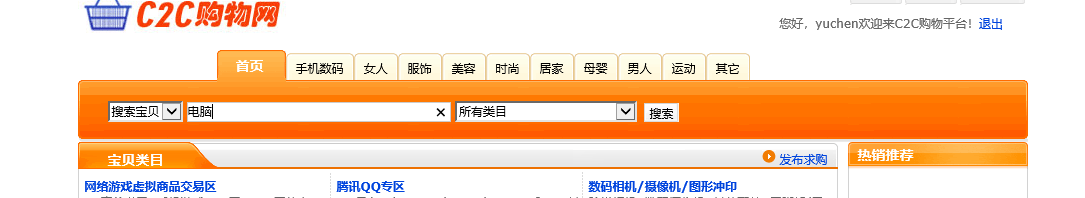 C2C购物网
您好，yuchen欢迎来C2C购物平台！退出
首页 手机数码 女人 服饰 美容 时尚 居家 母婴 男人 运动 其它
搜索宝贝 电脑 所有类目 搜索
宝贝类目 发布求购 热销推荐
网络游戏虚拟商品交易区 腾讯QQ专区 数码相机/摄像机/图形冲印